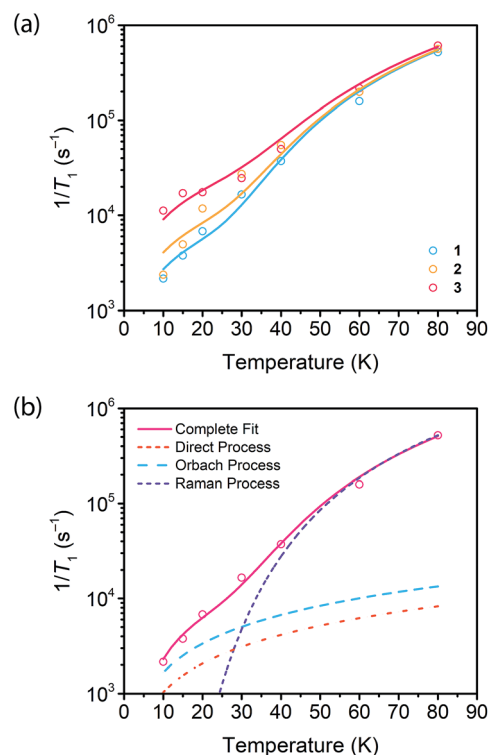 (a)
10⁶
10⁵
10⁴
10³
1/T₁ (s⁻¹)
1
2
3
0 10 20 30 40 50 60 70 80 90
Temperature (K)
(b)
10⁶
10⁵
10⁴
10³
1/T₁ (s⁻¹)
Complete Fit
Direct Process
Orbach Process
Raman Process
0 10 20 30 40 50 60 70 80 90
Temperature (K)